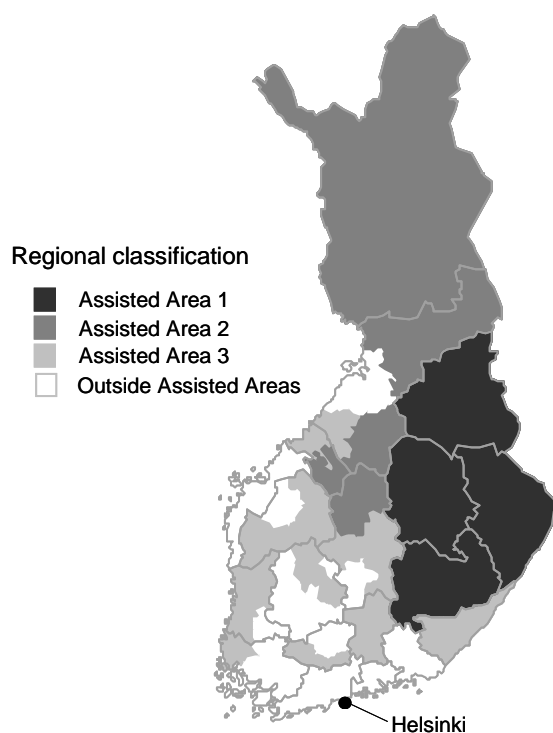 Regional classification
Assisted Area 1
Assisted Area 2
Assisted Area 3
Outside Assisted Areas
Helsinki